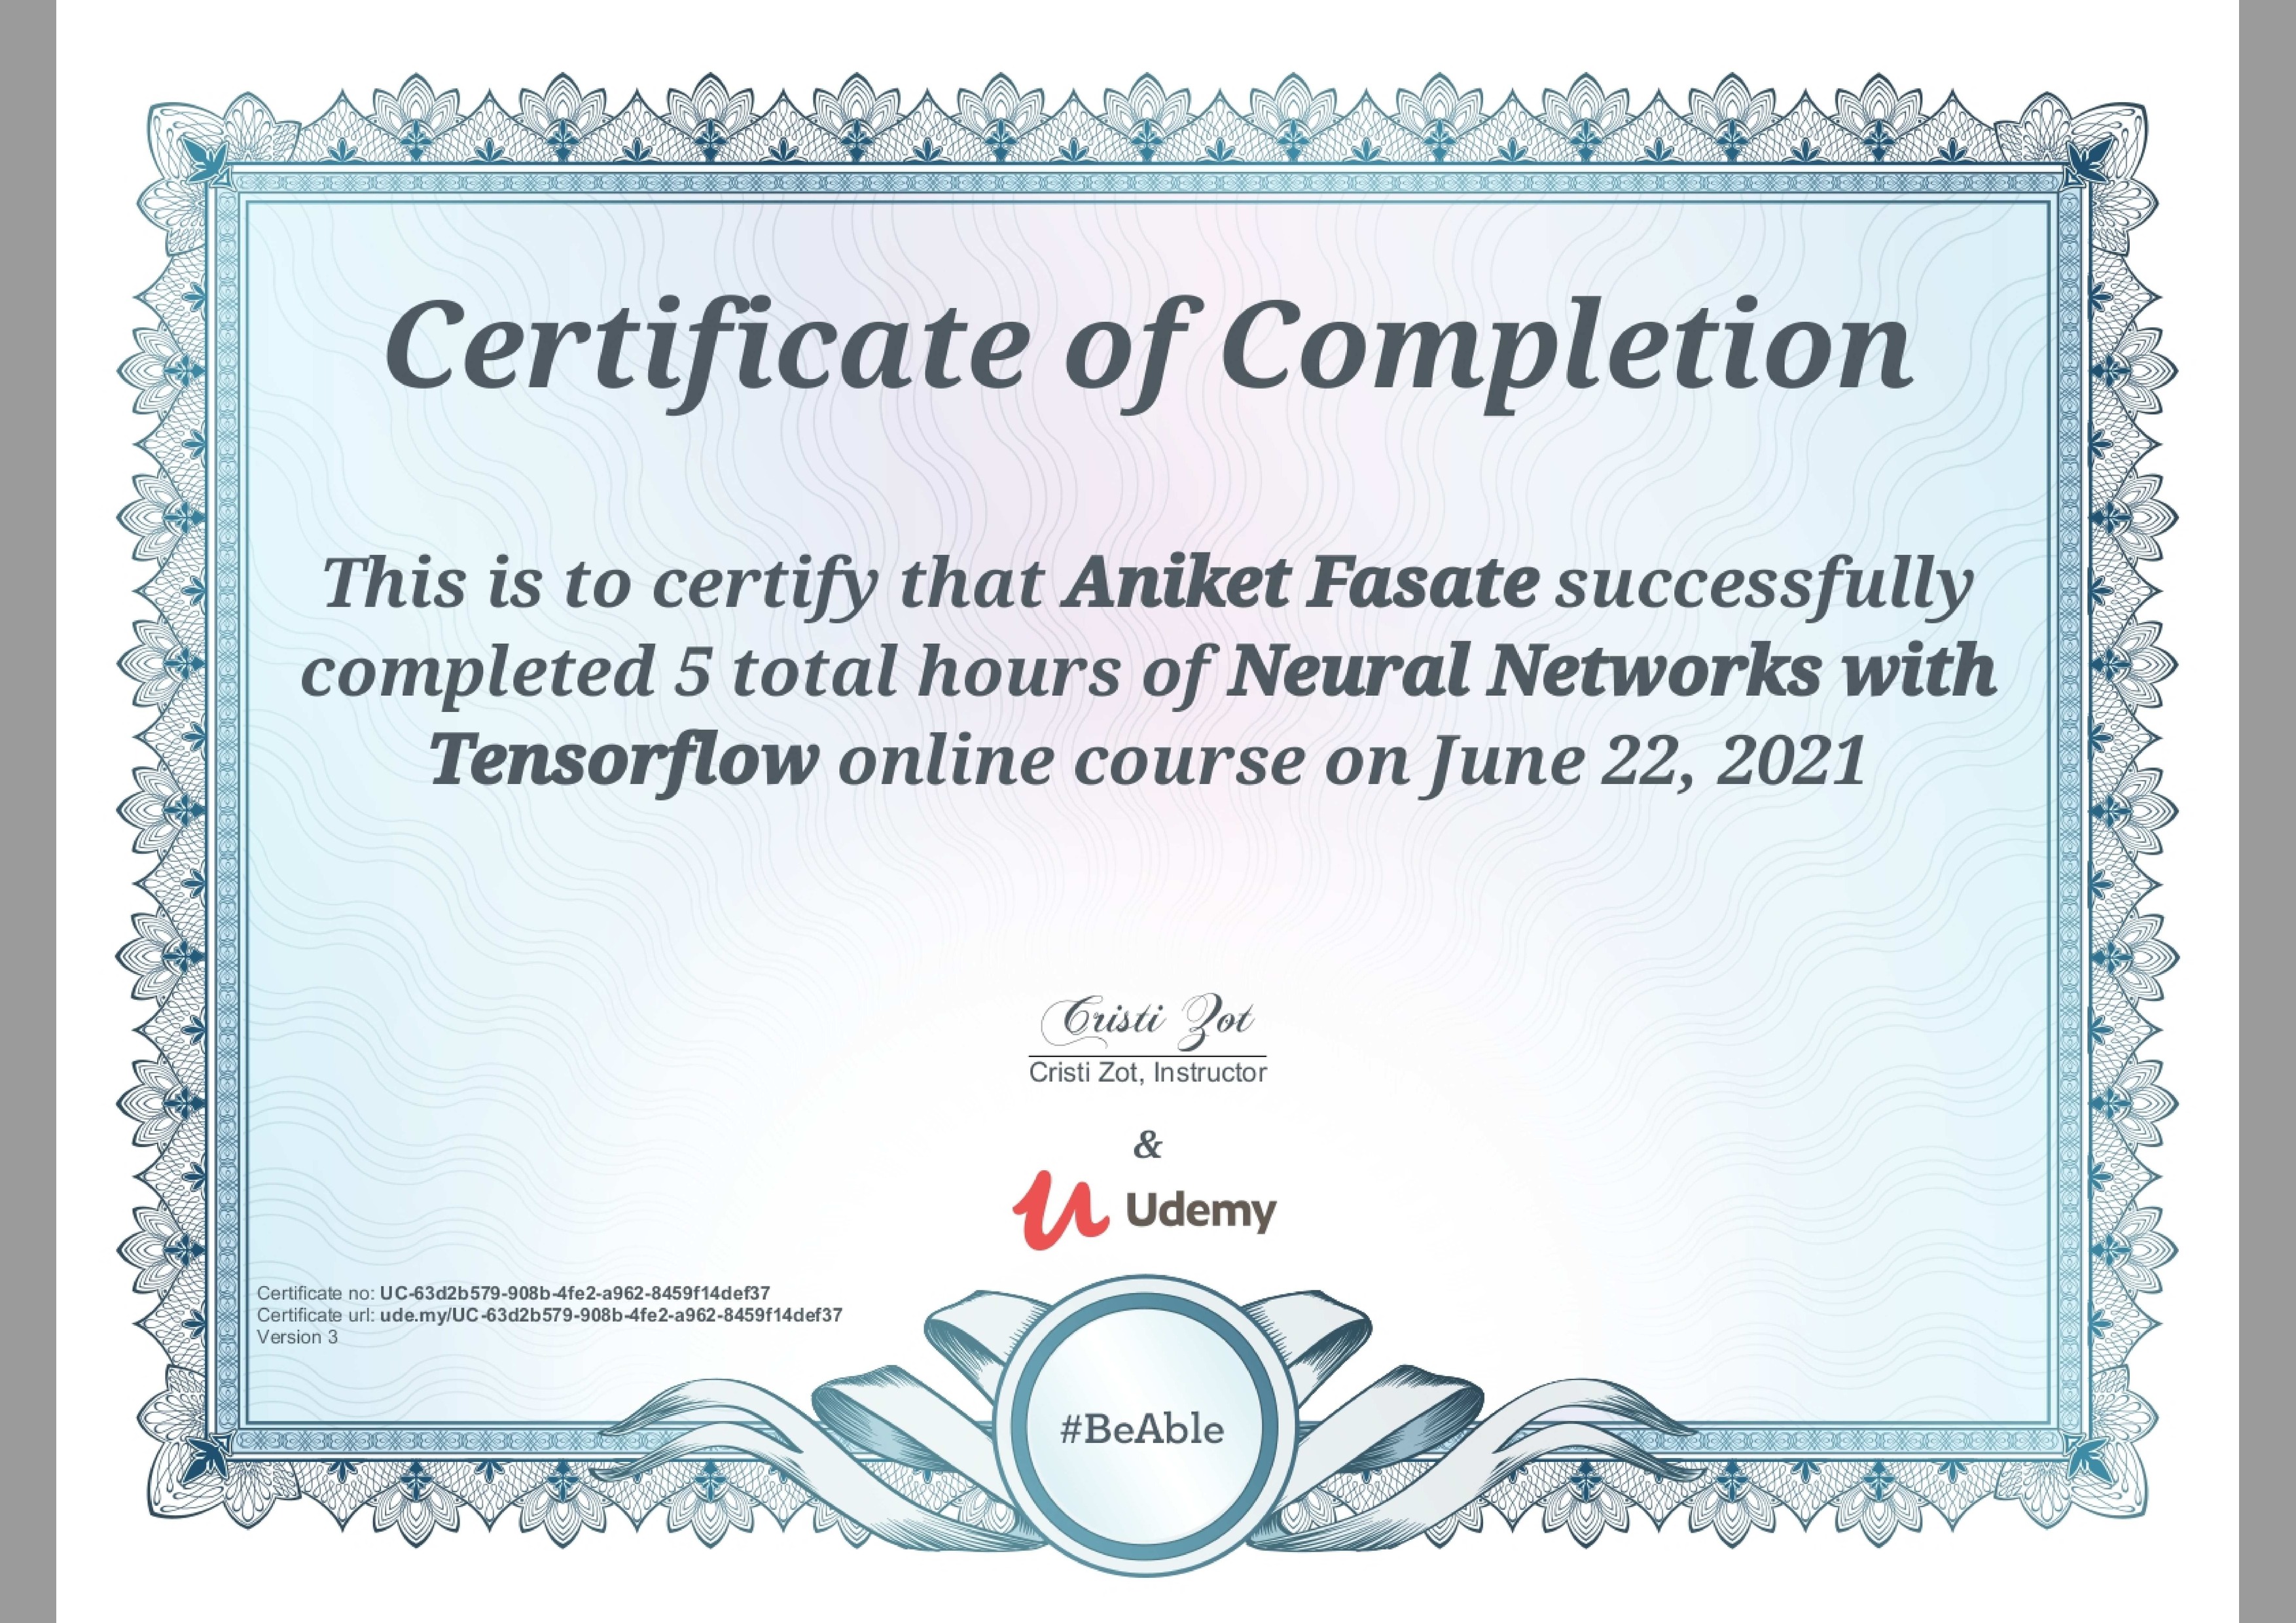 Certificate of Completion
This is to certify that Aniket Fasate successfully
completed 5 total hours of Neural Networks with
Tensorflow online course on June 22, 2021
Cristi Zot
Cristi Zot, Instructor
&
Udemy
Certificate no: UC-63d2b579-908b-4fe2-a962-8459f14def37
Certificate url: ude.my/UC-63d2b579-908b-4fe2-a962-8459f14def37
Version 3
#BeAble